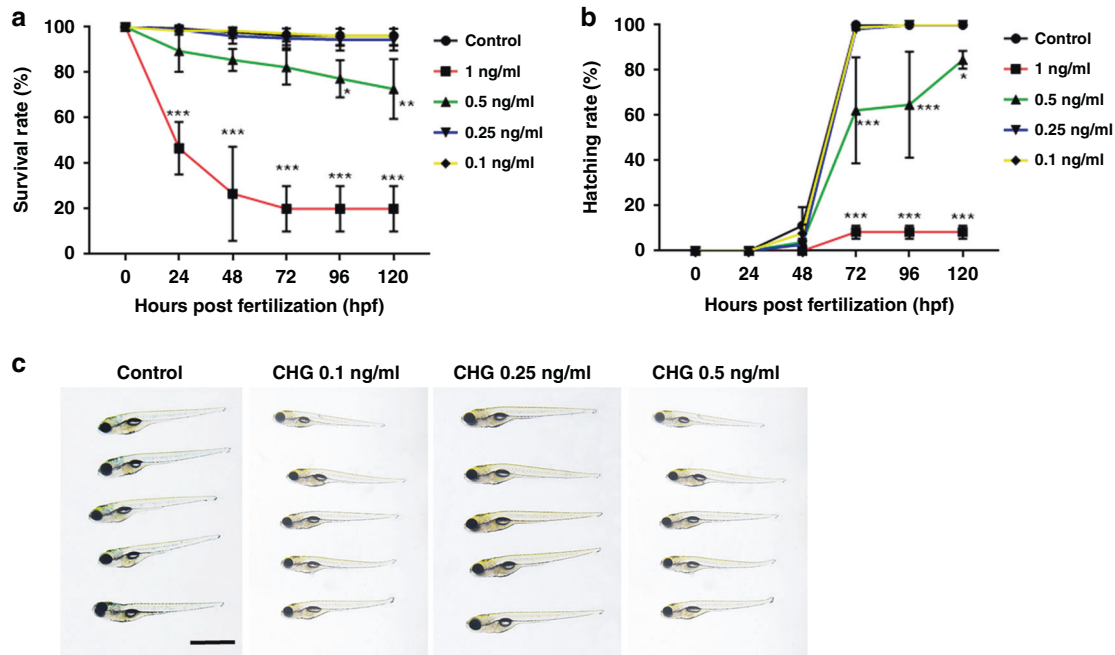 a
Survival rate (%)
100
80
60
40
20
0
***
***
***
***
***
*
**
0 24 48 72 96 120
Hours post fertilization (hpf)
Control
1 ng/ml
0.5 ng/ml
0.25 ng/ml
0.1 ng/ml
b
Hatching rate (%)
100
80
60
40
20
0
***
***
*
***
***
***
0 24 48 72 96 120
Hours post fertilization (hpf)
Control
1 ng/ml
0.5 ng/ml
0.25 ng/ml
0.1 ng/ml
c
Control CHG 0.1 ng/ml CHG 0.25 ng/ml CHG 0.5 ng/ml